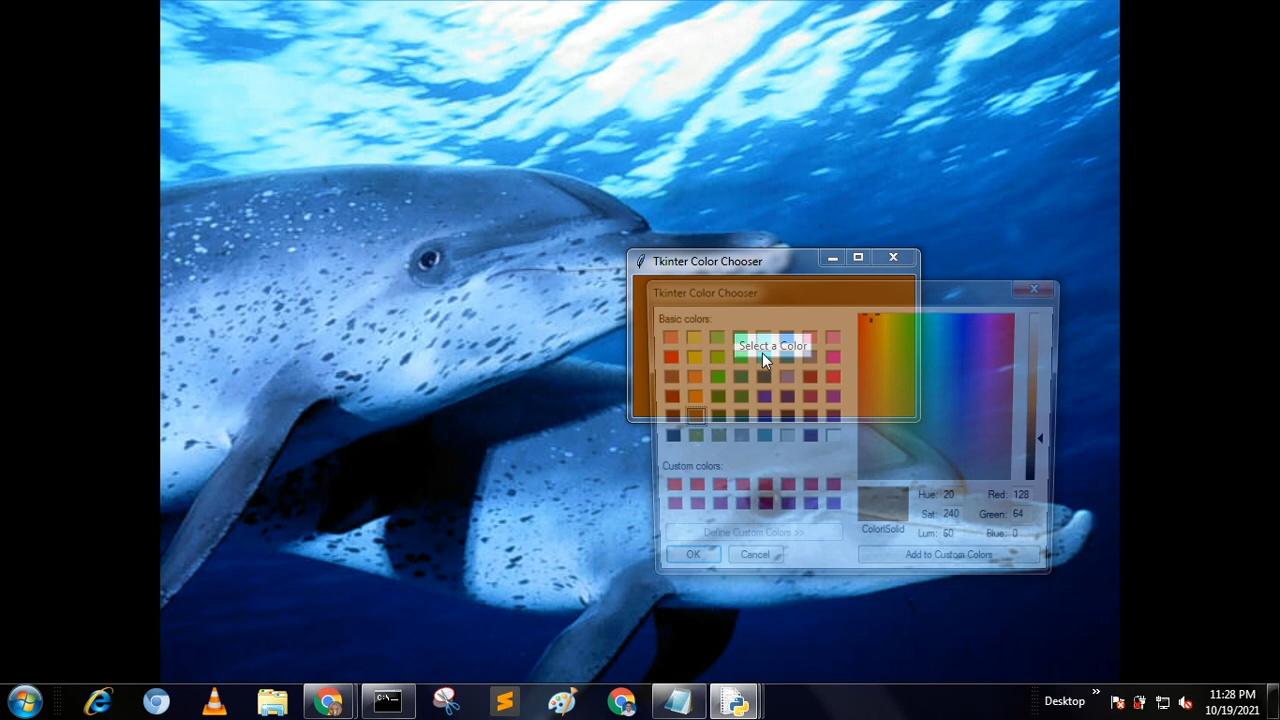 Tkinter Color Chooser
Tkinter Color Chooser
Basic colors:
Select a Color
Custom colors:
Define Custom Colors >>
OK
Cancel
Color|Solid
Hue: 20
Sat: 240
Lum: 60
Red: 128
Green: 64
Blue: 0
Add to Custom Colors
C:\
Desktop
11:28 PM
10/19/2021